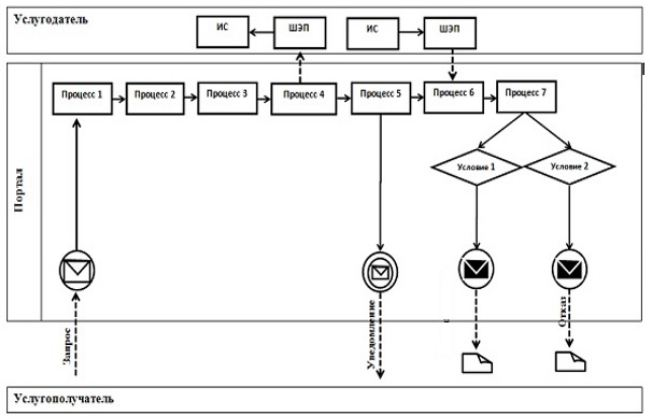 Услугодатель
ИС
ШЭП
ИС
ШЭП
Портал
Процесс 1
Процесс 2
Процесс 3
Процесс 4
Процесс 5
Процесс 6
Процесс 7
Условие 1
Условие 2
Запрос
Уведомление
Отказ
Услугополучатель